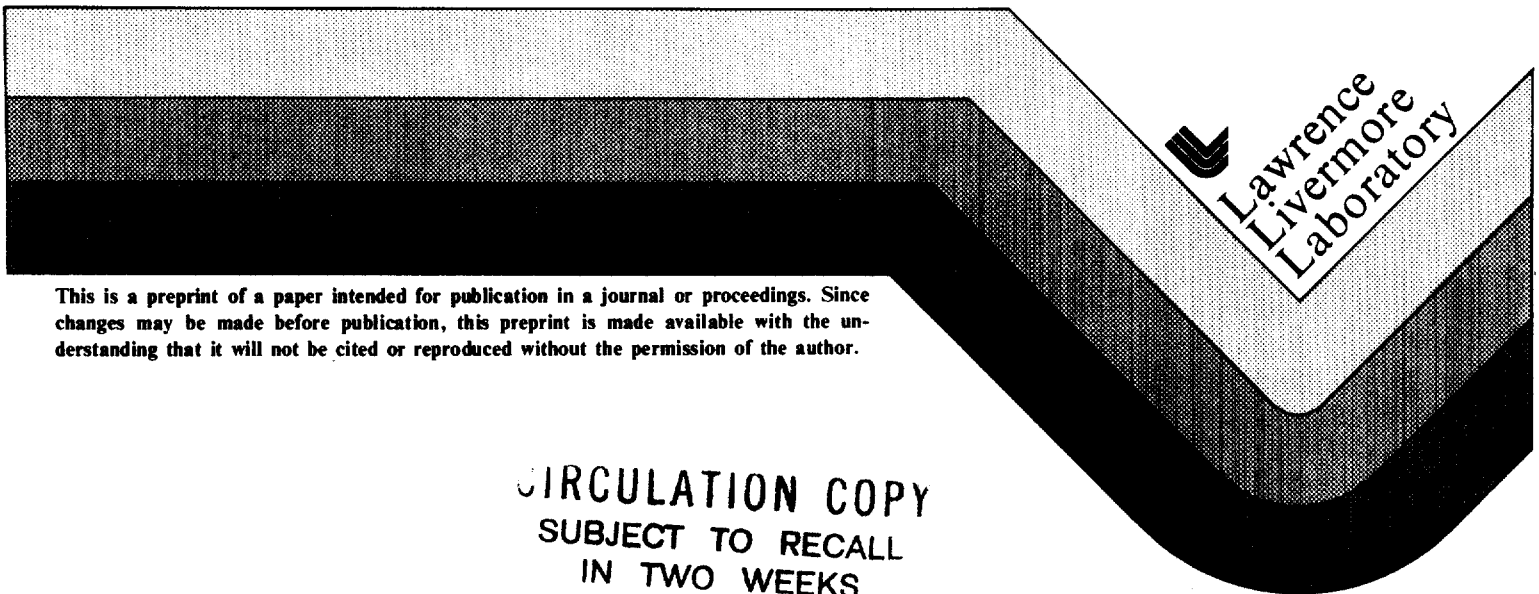 Lawrence
Livermore
Laboratory
This is a preprint of a paper intended for publication in a journal or proceedings. Since
changes may be made before publication, this preprint is made available with the un-
derstanding that it will not be cited or reproduced without the permission of the author.
CIRCULATION COPY
SUBJECT TO RECALL
IN TWO WEEKS